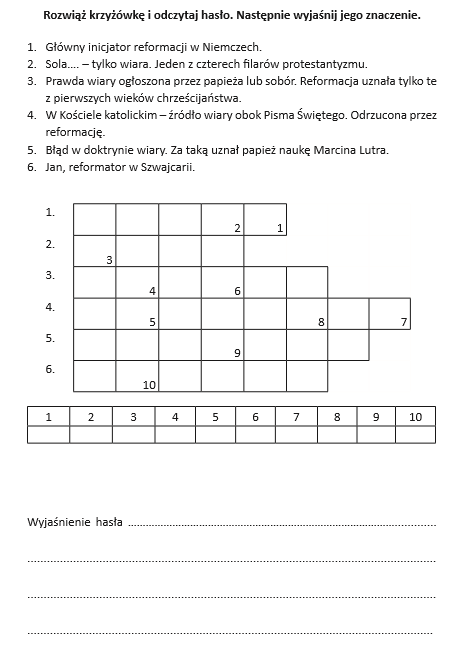 Rozwiąż krzyżówkę i odczytaj hasło. Następnie wyjaśnij jego znaczenie.
1. Główny inicjator reformacji w Niemczech.
2. Sola.... – tylko wiara. Jeden z czterech filarów protestantyzmu.
3. Prawda wiary ogłoszona przez papieża lub sobór. Reformacja uznała tylko te
z pierwszych wieków chrześcijaństwa.
4. W Kościele katolickim – źródło wiary obok Pisma Świętego. Odrzucona przez
reformację.
5. Błąd w doktrynie wiary. Za taką uznał papież naukę Marcina Lutra.
6. Jan, reformator w Szwajcarii.
1.
2 1
2.
3
3.
4 6
4.
5 8 7
5.
9
6.
10
1 2 3 4 5 6 7 8 9 10
Wyjaśnienie hasła